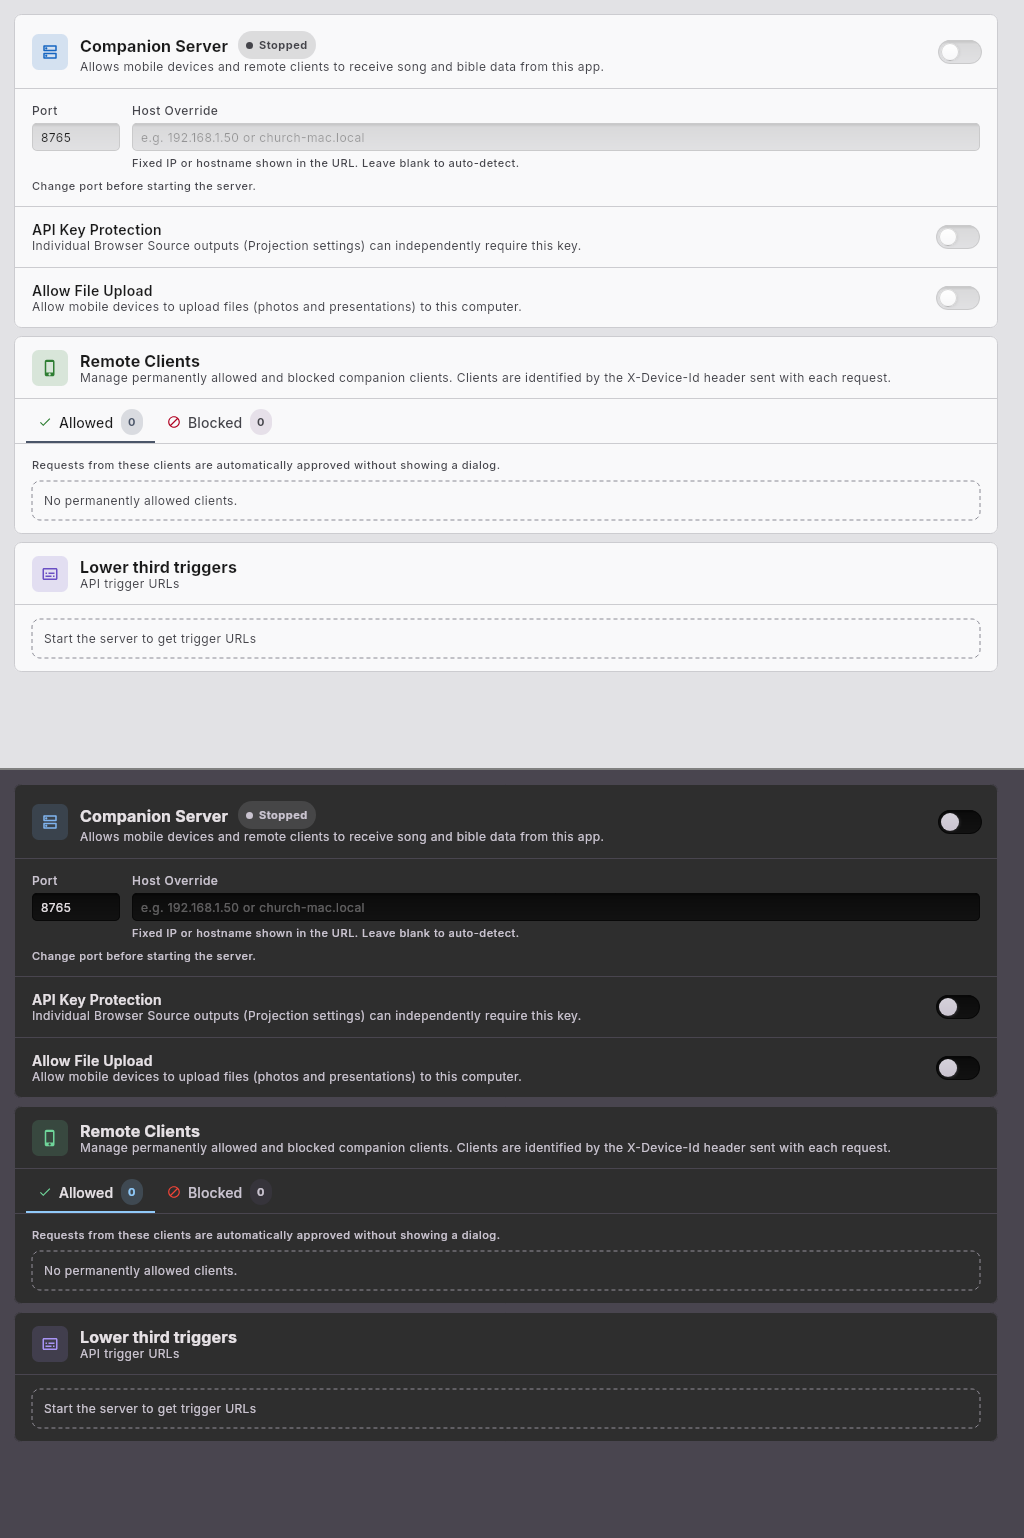 Companion Server
Stopped
Allows mobile devices and remote clients to receive song and bible data from this app.
Port
Host Override
8765
e.g. 192.168.1.50 or church-mac.local
Fixed IP or hostname shown in the URL. Leave blank to auto-detect.
Change port before starting the server.
API Key Protection
Individual Browser Source outputs (Projection settings) can independently require this key.
Allow File Upload
Allow mobile devices to upload files (photos and presentations) to this computer.
Remote Clients
Manage permanently allowed and blocked companion clients. Clients are identified by the X-Device-Id header sent with each request.
Allowed 0 Blocked 0
Requests from these clients are automatically approved without showing a dialog.
No permanently allowed clients.
Lower third triggers
API trigger URLs
Start the server to get trigger URLs
Companion Server
Stopped
Allows mobile devices and remote clients to receive song and bible data from this app.
Port
Host Override
8765
e.g. 192.168.1.50 or church-mac.local
Fixed IP or hostname shown in the URL. Leave blank to auto-detect.
Change port before starting the server.
API Key Protection
Individual Browser Source outputs (Projection settings) can independently require this key.
Allow File Upload
Allow mobile devices to upload files (photos and presentations) to this computer.
Remote Clients
Manage permanently allowed and blocked companion clients. Clients are identified by the X-Device-Id header sent with each request.
Allowed 0 Blocked 0
Requests from these clients are automatically approved without showing a dialog.
No permanently allowed clients.
Lower third triggers
API trigger URLs
Start the server to get trigger URLs